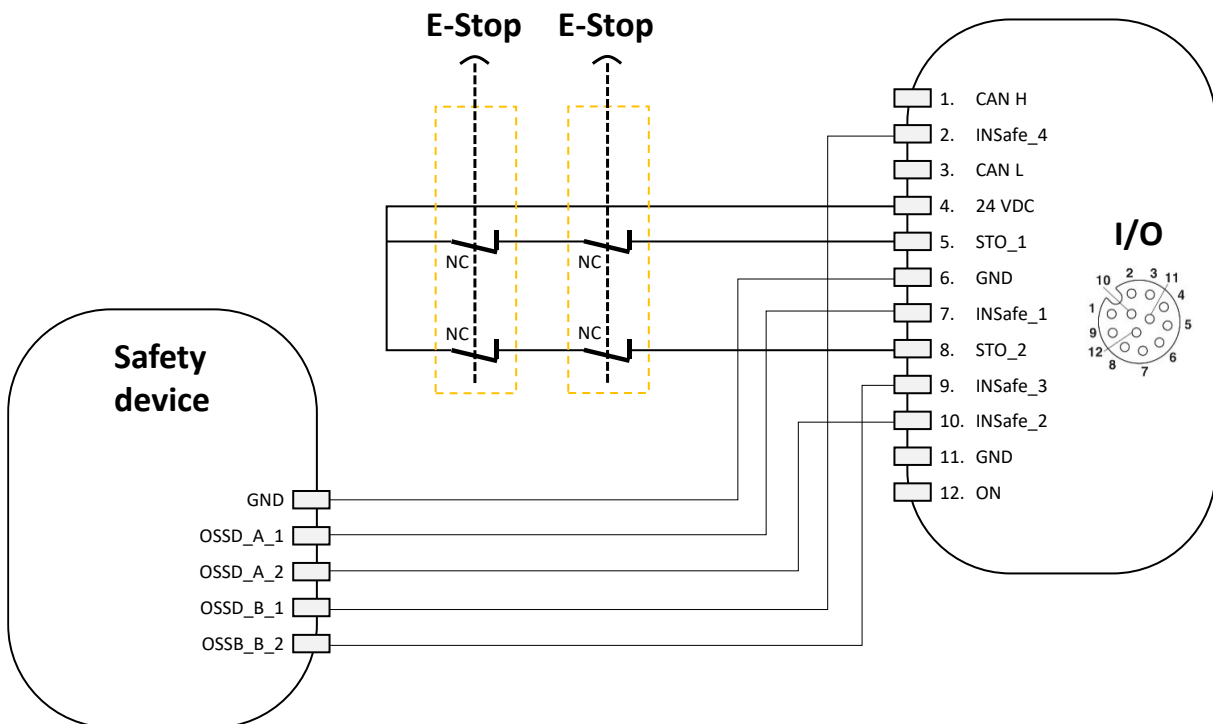 E-Stop E-Stop
1. CAN H
2. INSafe_4
3. CAN L
4. 24 VDC
5. STO_1
6. GND
7. INSafe_1
8. STO_2
9. INSafe_3
10. INSafe_2
11. GND
12. ON
NC NC
NC NC
I/O
10 2 3 11
1 4
9 5
12 8 7 6
Safety
device
GND
OSSD_A_1
OSSD_A_2
OSSD_B_1
OSSB_B_2